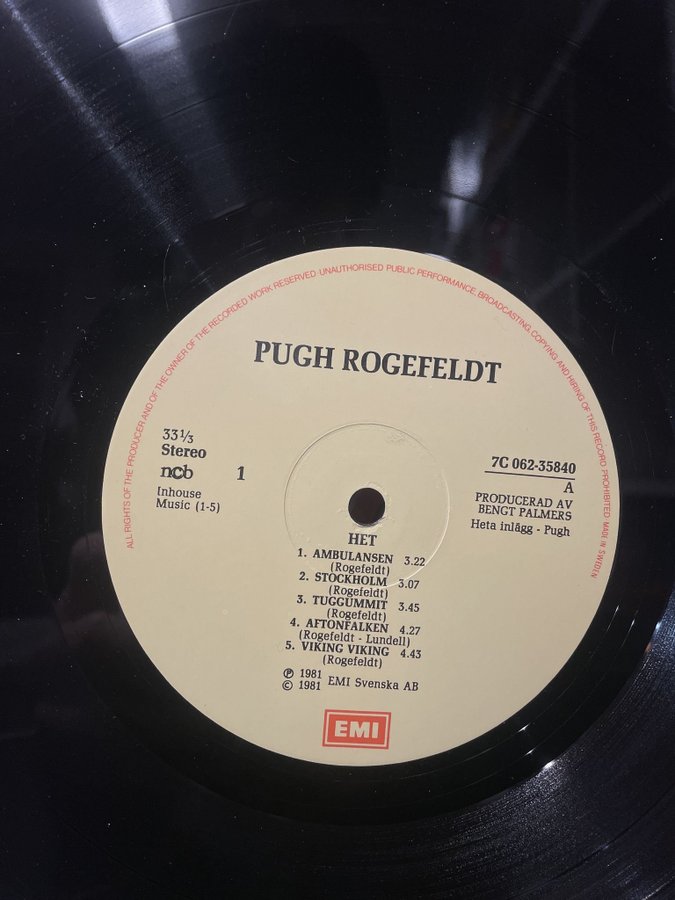 ALL RIGHTS OF THE PRODUCER AND OF THE OWNER OF THE RECORDED WORK RESERVED UNAUTHORISED PUBLIC PERFORMANCE, BROADCASTING, COPYING AND HIRING OF THIS RECORD PROHIBITED MADE IN SWEDEN
PUGH ROGEFELDT
33 1/3
Stereo
ncb
1
Inhouse
Music (1-5)
7C 062-35840
A
PRODUCERAD AV
BENGT PALMERS
Heta inlägg - Pugh
HET
1. AMBULANSEN 3.22
(Rogefeldt)
2. STOCKHOLM 3.07
(Rogefeldt)
3. TUGGUMMIT 3.45
(Rogefeldt)
4. AFTONFALKEN 4.27
(Rogefeldt - Lundell)
5. VIKING VIKING 4.43
(Rogefeldt)
℗ 1981
© 1981 EMI Svenska AB
EMI